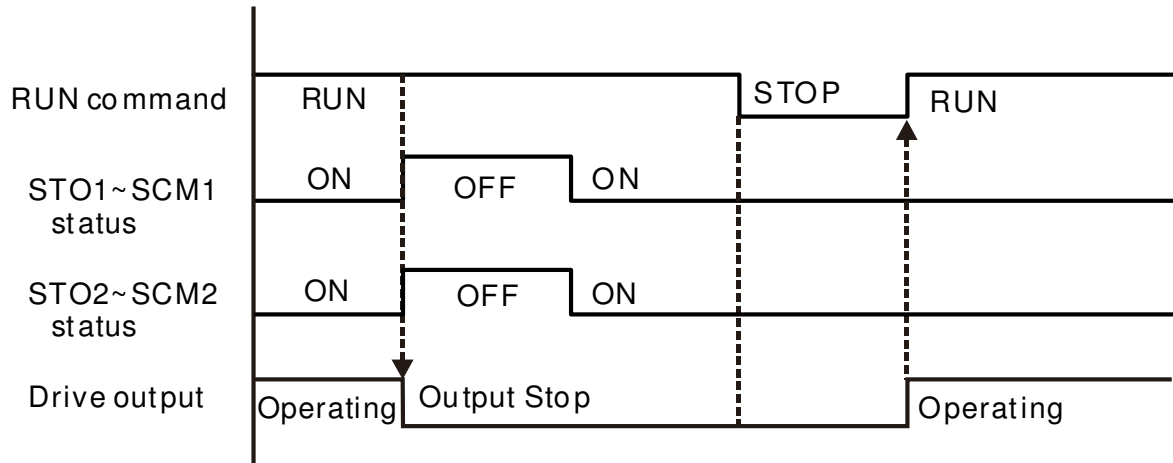 RUN command
RUN
STOP
RUN
STO1~SCM1
status
ON
OFF
ON
STO2~SCM2
status
ON
OFF
ON
Drive output
Operating
Output Stop
Operating